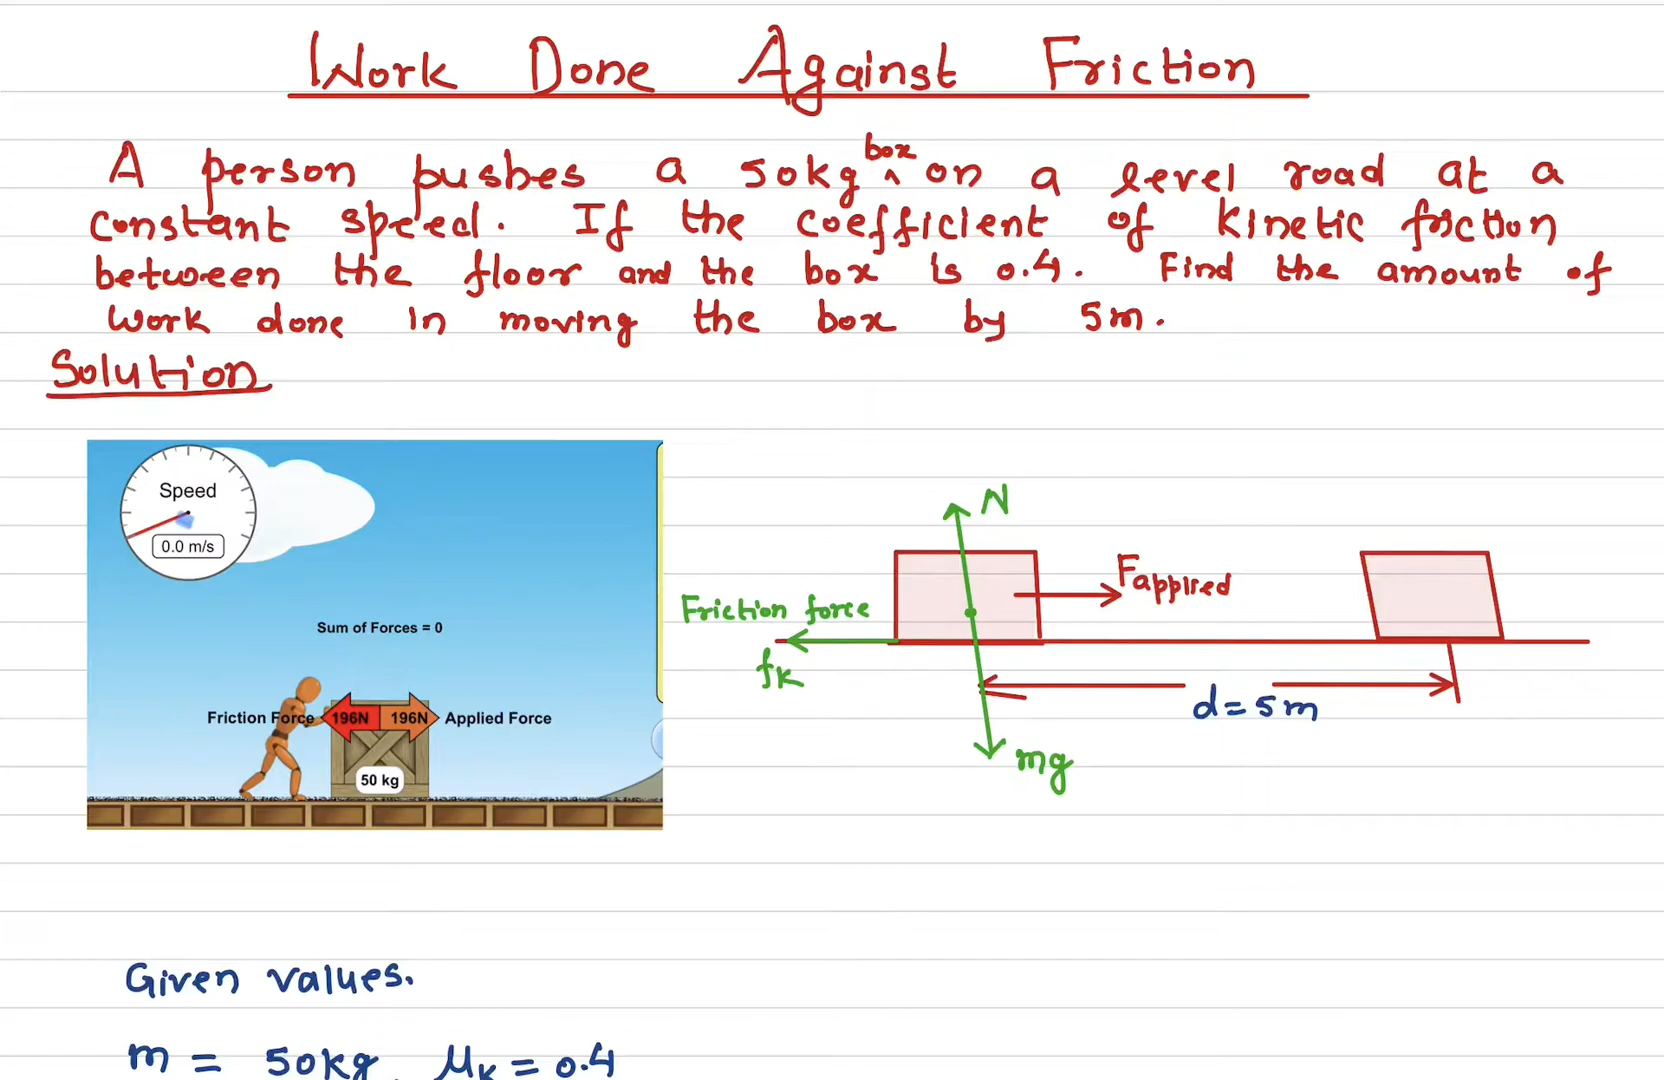 Work Done Against Friction
A person pushes a 50kg box on a level road at a
constant speed. If the coefficient of kinetic friction
between the floor and the box is 0.4. Find the amount of
work done in moving the box by 5m.
Solution
Speed
0.0 m/s
Sum of Forces = 0
Friction Force 196N 196N Applied Force
50 kg
N
Fapplied
Friction force
fk
d = 5m
mg
Given values.
m = 50kg, μk = 0.4